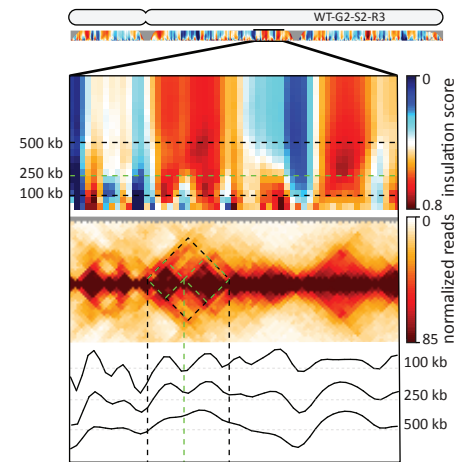 WT-G2-S2-R3
0
500 kb
250 kb
100 kb
insulation score
0.8
0
normalized reads
85
100 kb
250 kb
500 kb